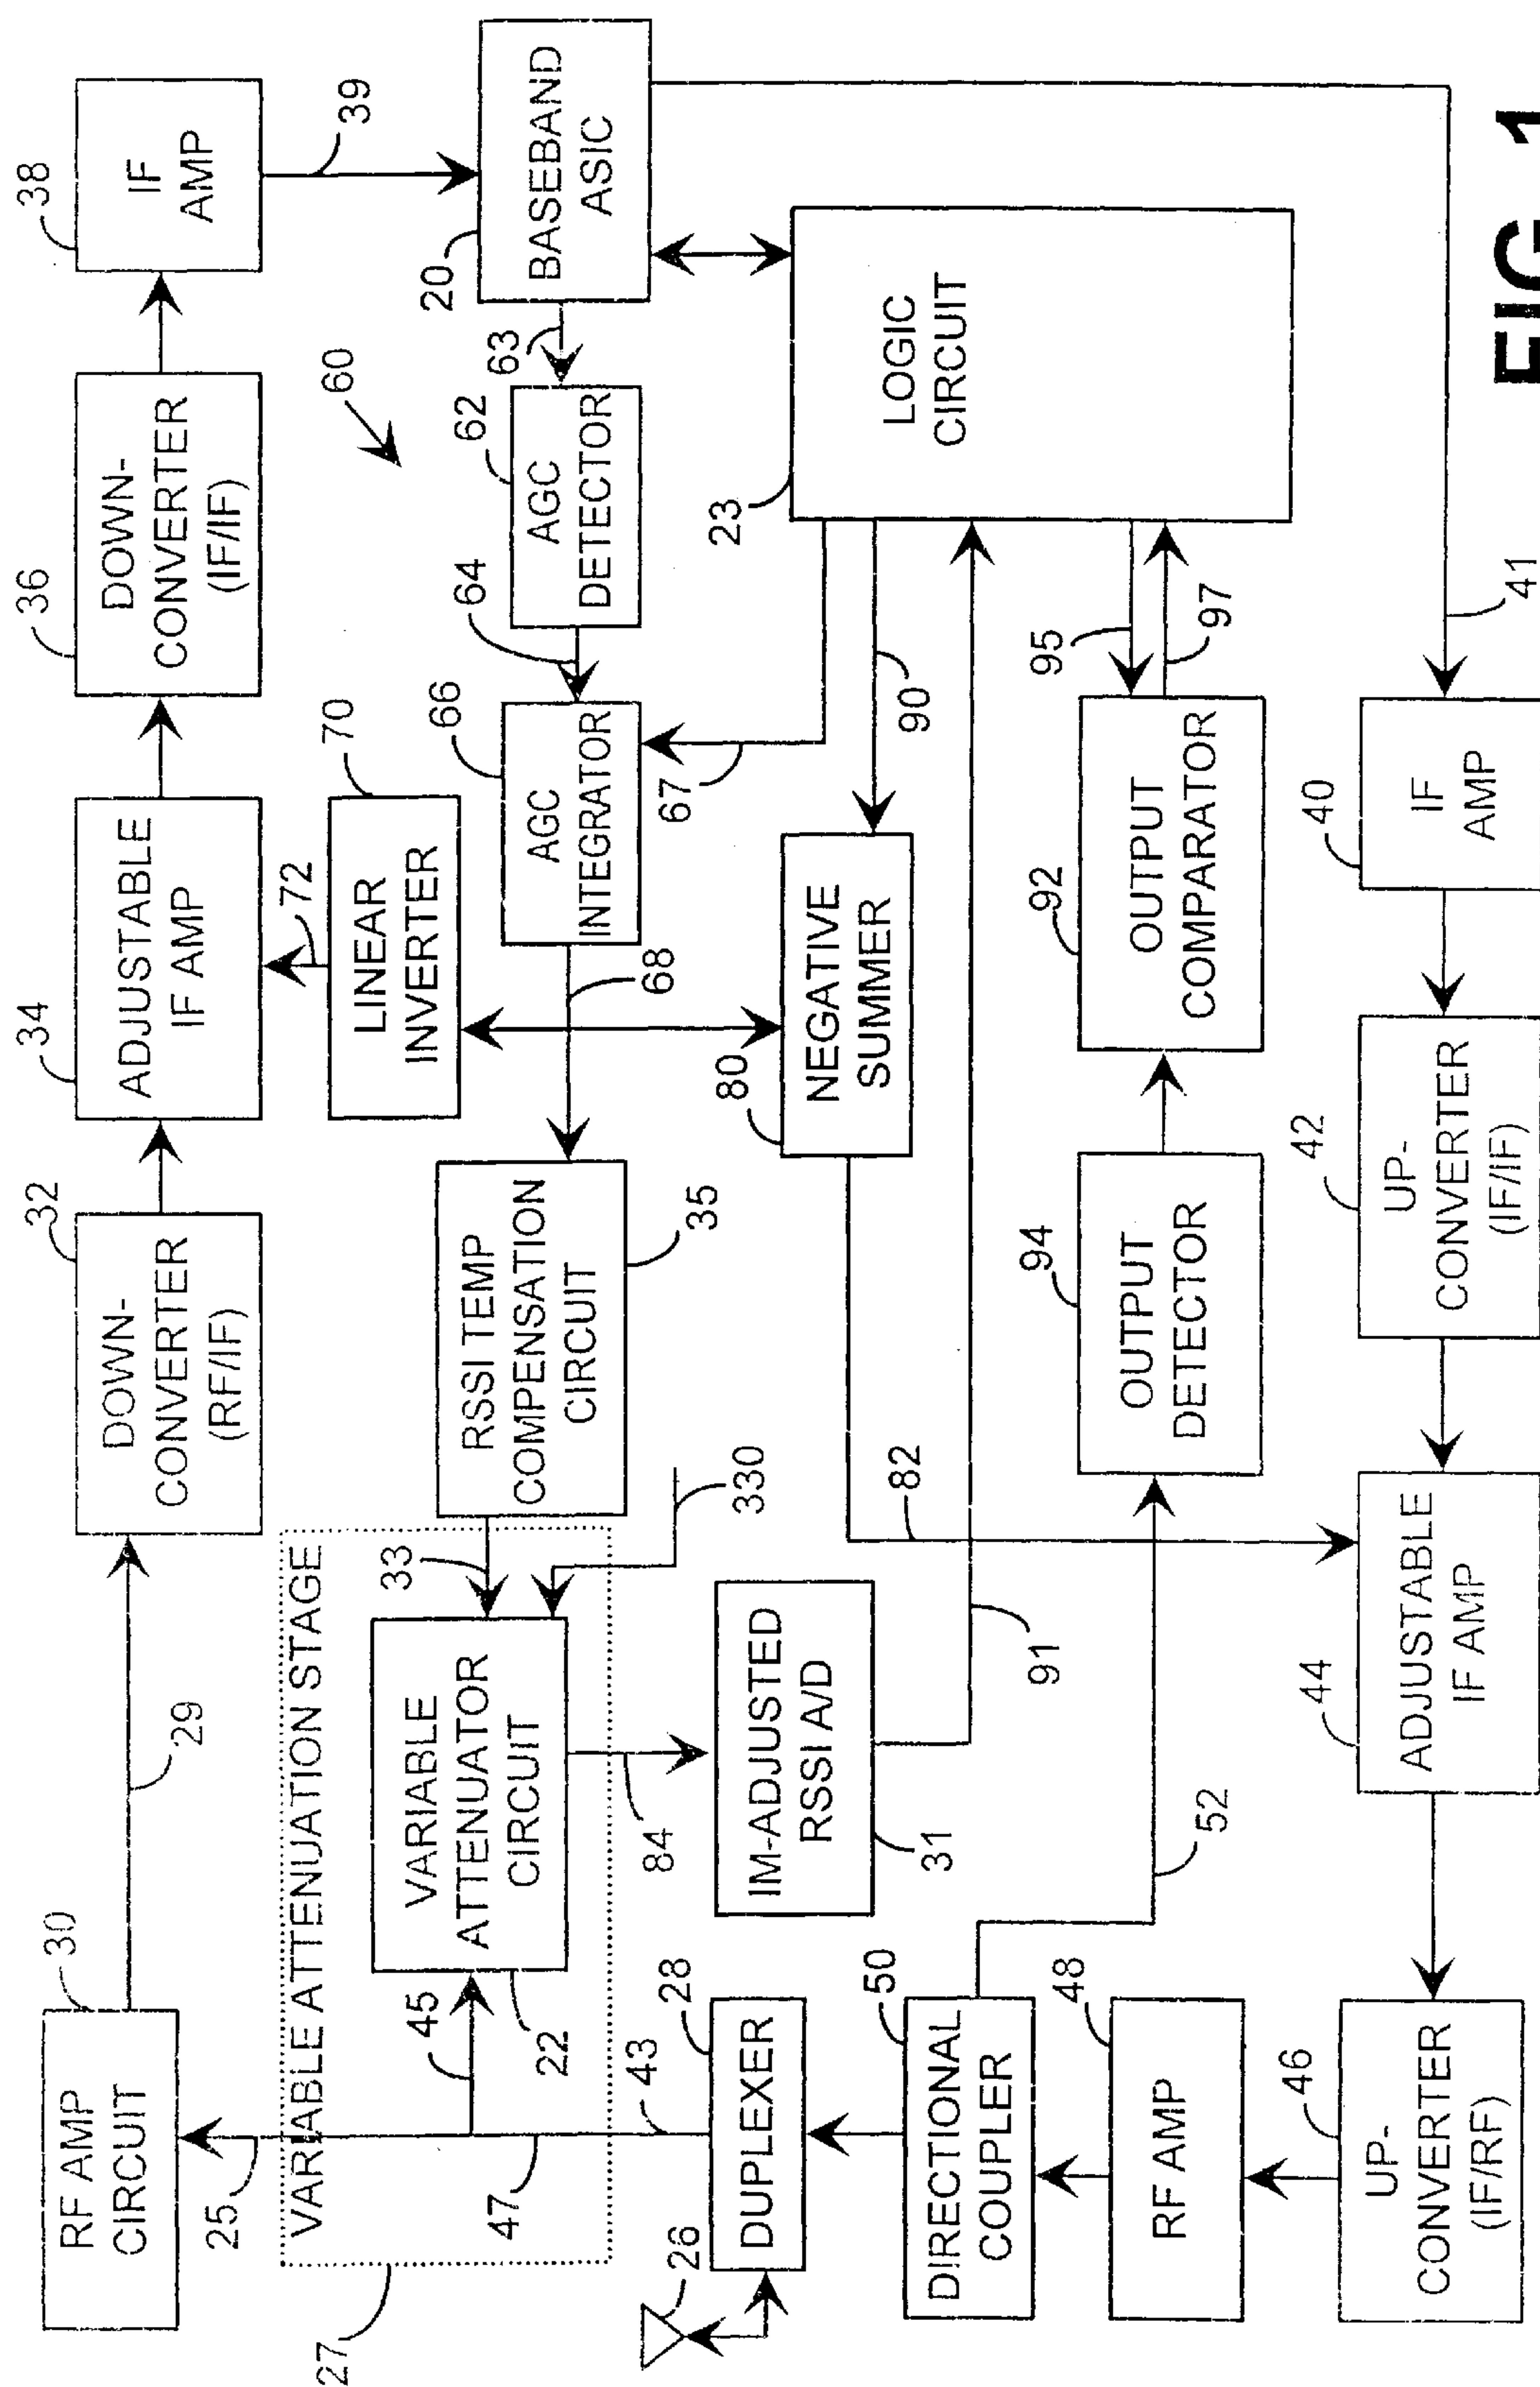 30
RF AMP
CIRCUIT
25
29
32
DOWN-
CONVERTER
(RF/IF)
34
ADJUSTABLE
IF AMP
36
DOWN-
CONVERTER
(IF/IF)
38
IF
AMP
39
27
VARIABLE ATTENUATION STAGE
45
VARIABLE
ATTENUATOR
CIRCUIT
22
47
33
330
RSSI TEMP
COMPENSATION
CIRCUIT
35
72
70
LINEAR
INVERTER
60
66
AGC
INTEGRATOR
68
64
62
AGC
DETECTOR
63
20
BASEBAND
ASIC
26
43
28
DUPLEXER
84
IM-ADJUSTED
RSSI A/D
31
80
NEGATIVE
SUMMER
67
90
23
LOGIC
CIRCUIT
82
91
50
DIRECTIONAL
COUPLER
52
94
OUTPUT
DETECTOR
92
OUTPUT
COMPARATOR
95
97
48
RF AMP
46
UP-
CONVERTER
(IF/RF)
44
ADJUSTABLE
IF AMP
42
UP-
CONVERTER
(IF/IF)
40
IF
AMP
41
FIG. 1